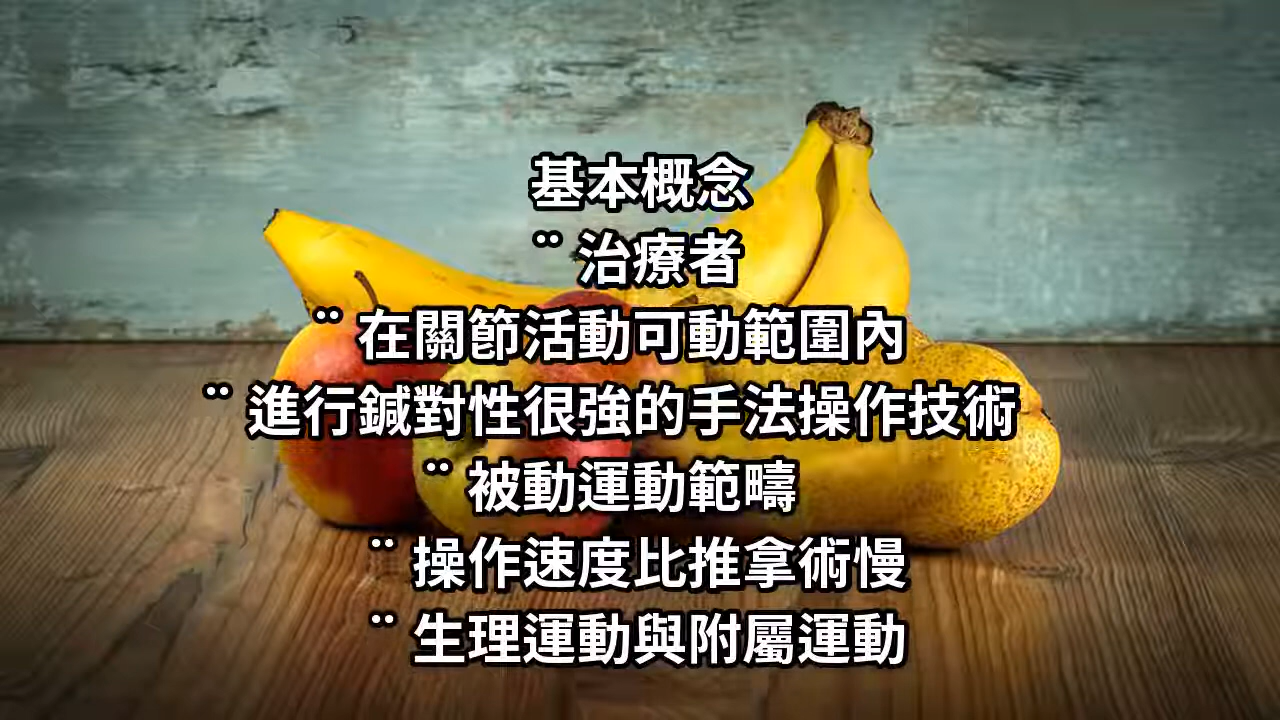 基本概念
¨ 治療者
¨ 在關節活動可動範圍內
¨ 進行鍼對性很強的手法操作技術
¨ 被動運動範疇
¨ 操作速度比推拿術慢
¨ 生理運動與附屬運動